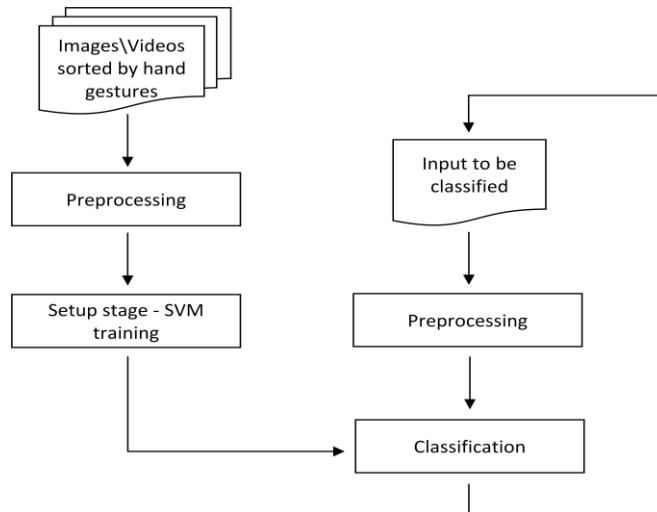 Images\Videos
sorted by hand
gestures
Preprocessing
Setup stage - SVM
training
Input to be
classified
Preprocessing
Classification